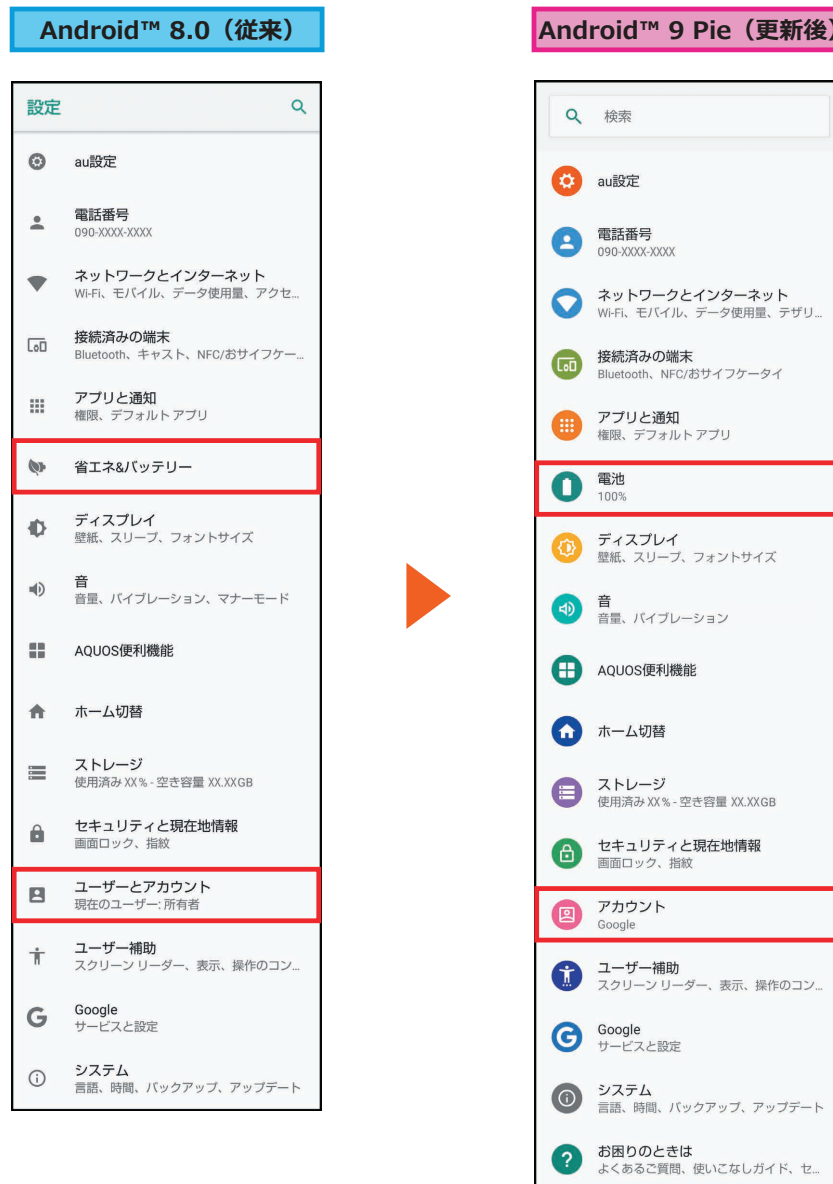 Android™ 8.0（従来）
設定
au設定
電話番号
090-XXXX-XXXX
ネットワークとインターネット
Wi-Fi、モバイル、データ使用量、アクセ...
接続済みの端末
Bluetooth、キャスト、NFC/おサイフケー...
アプリと通知
権限、デフォルト アプリ
省エネ&バッテリー
ディスプレイ
壁紙、スリープ、フォントサイズ
音
音量、バイブレーション、マナーモード
AQUOS便利機能
ホーム切替
ストレージ
使用済み XX % - 空き容量 XX.XX GB
セキュリティと現在地情報
画面ロック、指紋
ユーザーとアカウント
現在のユーザー: 所有者
ユーザー補助
スクリーン リーダー、表示、操作のコン...
Google
サービスと設定
システム
言語、時間、バックアップ、アップデート
Android™ 9 Pie（更新後）
検索
au設定
電話番号
090-XXXX-XXXX
ネットワークとインターネット
Wi-Fi、モバイル、データ使用量、テザリ...
接続済みの端末
Bluetooth、NFC/おサイフケータイ
アプリと通知
権限、デフォルト アプリ
電池
100%
ディスプレイ
壁紙、スリープ、フォントサイズ
音
音量、バイブレーション
AQUOS便利機能
ホーム切替
ストレージ
使用済み XX % - 空き容量 XX.XX GB
セキュリティと現在地情報
画面ロック、指紋
アカウント
Google
ユーザー補助
スクリーン リーダー、表示、操作のコン...
Google
サービスと設定
システム
言語、時間、バックアップ、アップデート
お困りのときは
よくあるご質問、使いこなしガイド、セ...